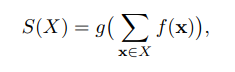 S(X) = g(∑_{x∈X} f(x)),